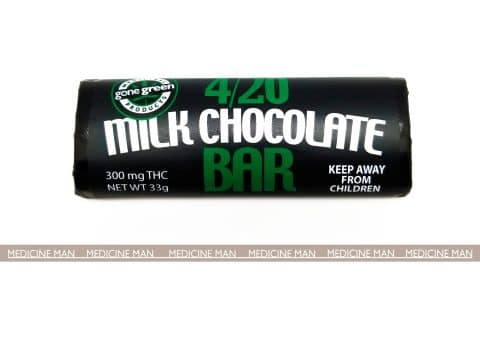 gone green
PRODUCTS
4/20
MILK CHOCOLATE
BAR
300 mg THC
NET WT 33g
KEEP AWAY
FROM
CHILDREN
MEDICINE MAN MEDICINE MAN MEDICINE MAN MEDICINE MAN MEDICINE MAN MEDICINE MAN